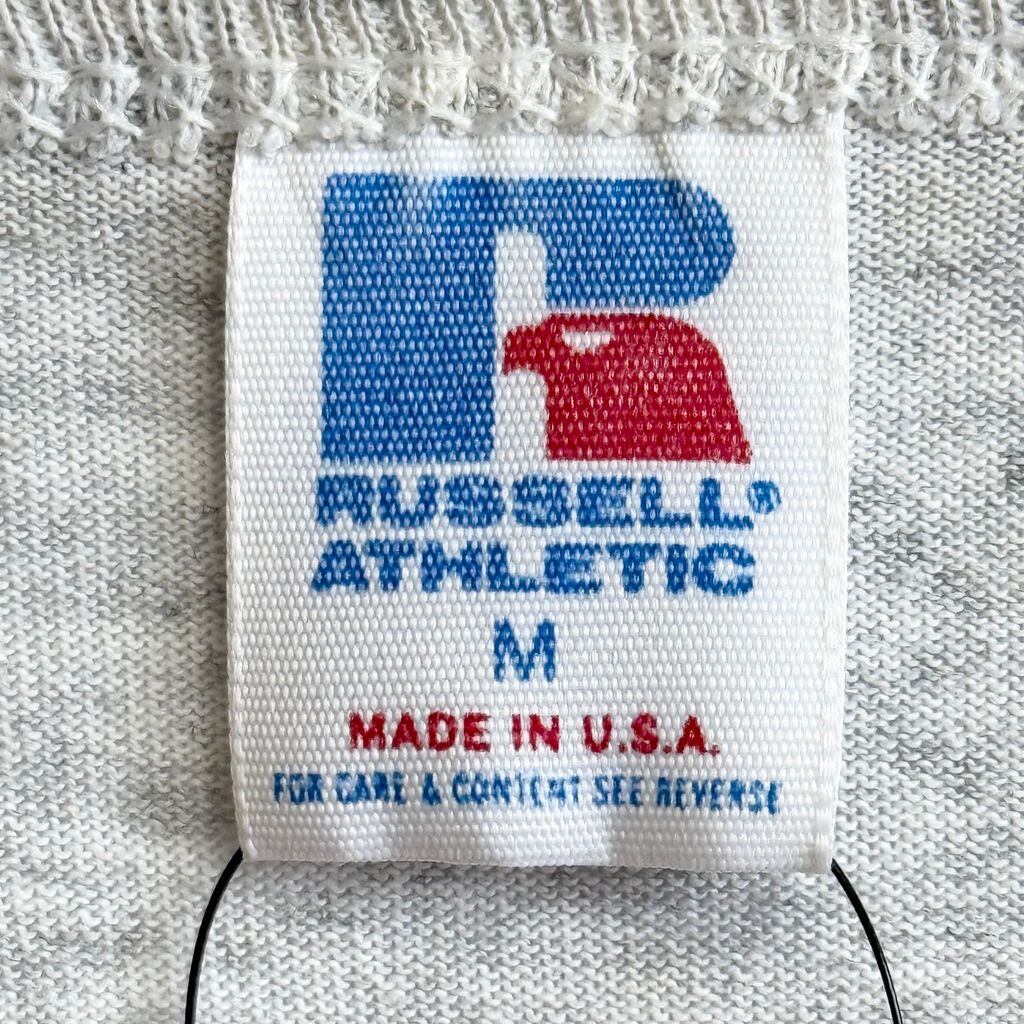 RUSSELL®
ATHLETIC
M
MADE IN U.S.A.
FOR CARE & CONTENT SEE REVERSE